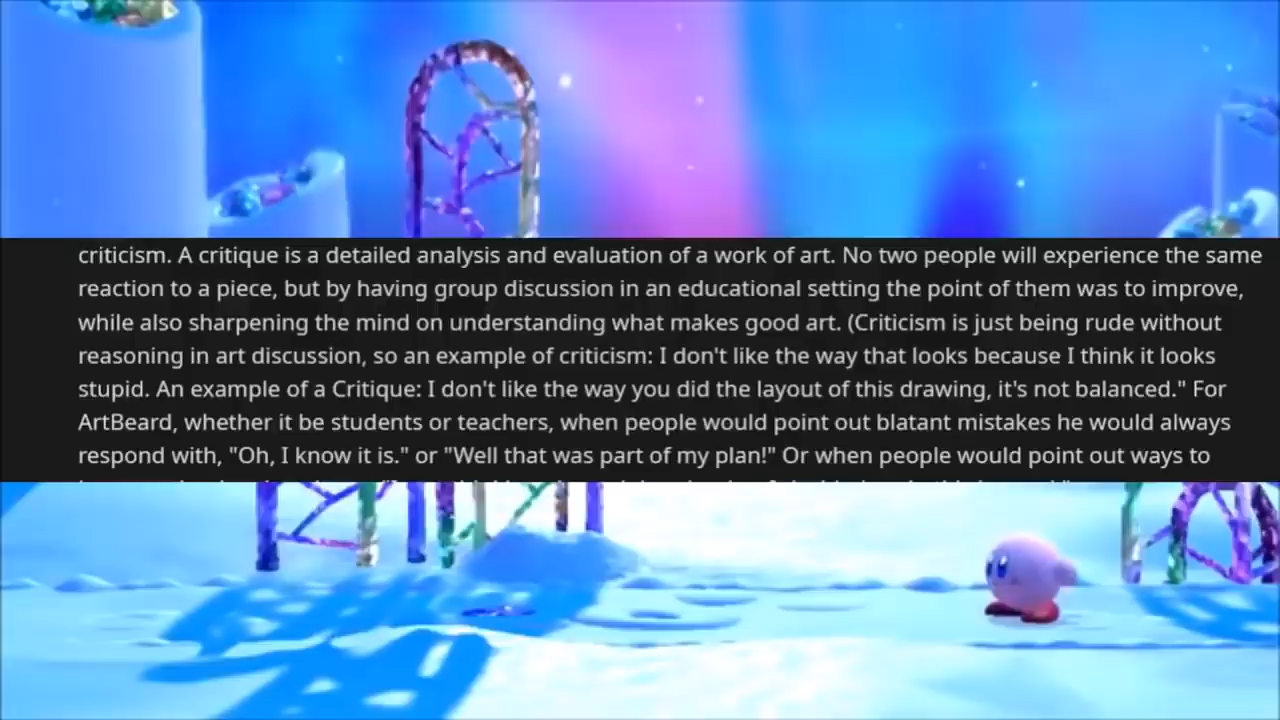 criticism. A critique is a detailed analysis and evaluation of a work of art. No two people will experience the same
reaction to a piece, but by having group discussion in an educational setting the point of them was to improve,
while also sharpening the mind on understanding what makes good art. (Criticism is just being rude without
reasoning in art discussion, so an example of criticism: I don't like the way that looks because I think it looks
stupid. An example of a Critique: I don't like the way you did the layout of this drawing, it's not balanced." For
ArtBeard, whether it be students or teachers, when people would point out blatant mistakes he would always
respond with, "Oh, I know it is." or "Well that was part of my plan!" Or when people would point out ways to